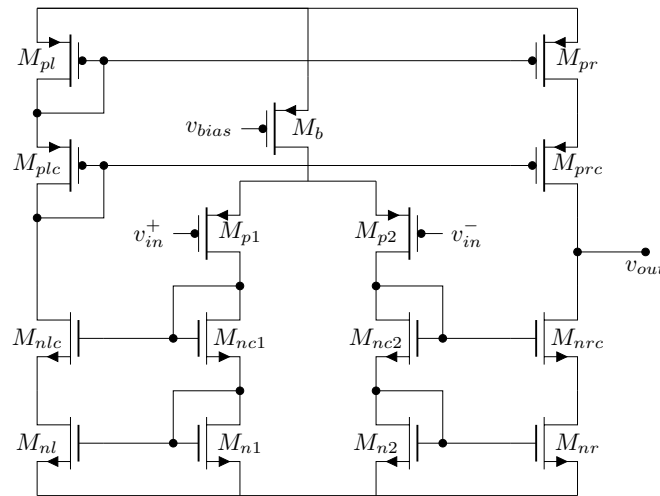 M_{pl}
M_{pr}
v_{bias}
M_b
M_{plc}
M_{prc}
v_{in}^+
M_{p1}
M_{p2}
v_{in}^-
v_{out}
M_{nlc}
M_{nc1}
M_{nc2}
M_{nrc}
M_{nl}
M_{n1}
M_{n2}
M_{nr}